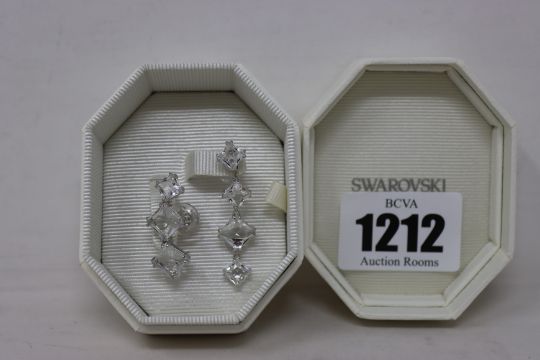 SWAROVSKI
BCVA
1212
Auction Rooms